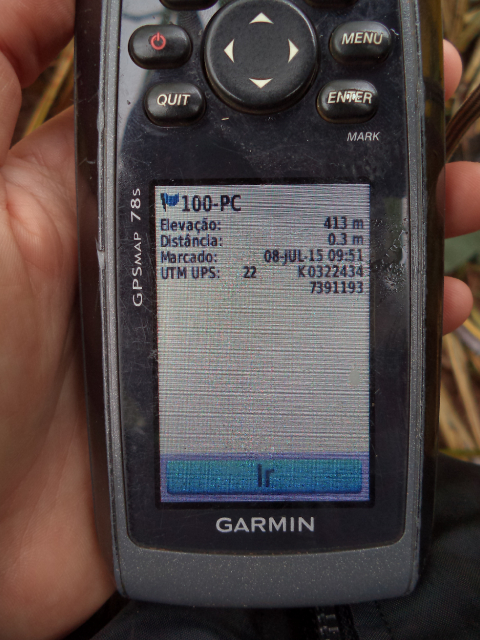 MENU
QUIT
ENTER
MARK
GPSMAP 78s
100-PC
Elevação: 413 m
Distância: 0.3 m
Marcado: 08-JUL-15 09:51
UTM UPS: 22 K 0322434
7391193
Ir
GARMIN